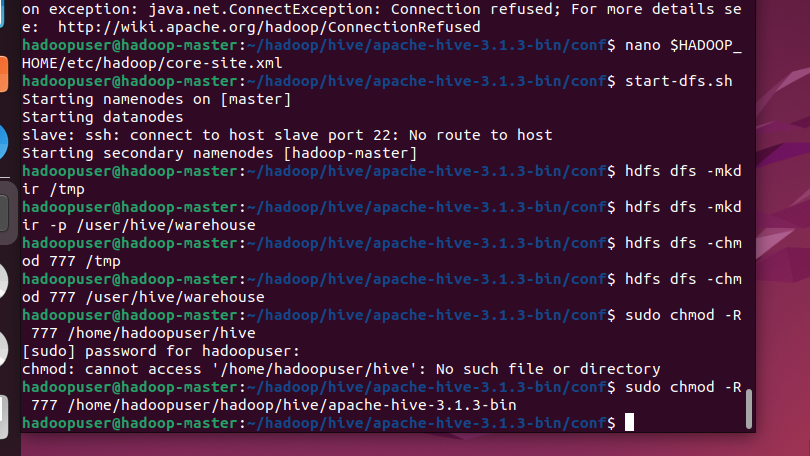 on exception: java.net.ConnectException: Connection refused; For more details se
e:  http://wiki.apache.org/hadoop/ConnectionRefused
hadoopuser@hadoop-master:~/hadoop/hive/apache-hive-3.1.3-bin/conf$ nano $HADOOP_
HOME/etc/hadoop/core-site.xml
hadoopuser@hadoop-master:~/hadoop/hive/apache-hive-3.1.3-bin/conf$ start-dfs.sh
Starting namenodes on [master]
Starting datanodes
slave: ssh: connect to host slave port 22: No route to host
Starting secondary namenodes [hadoop-master]
hadoopuser@hadoop-master:~/hadoop/hive/apache-hive-3.1.3-bin/conf$ hdfs dfs -mkd
ir /tmp
hadoopuser@hadoop-master:~/hadoop/hive/apache-hive-3.1.3-bin/conf$ hdfs dfs -mkd
ir -p /user/hive/warehouse
hadoopuser@hadoop-master:~/hadoop/hive/apache-hive-3.1.3-bin/conf$ hdfs dfs -chm
od 777 /tmp
hadoopuser@hadoop-master:~/hadoop/hive/apache-hive-3.1.3-bin/conf$ hdfs dfs -chm
od 777 /user/hive/warehouse
hadoopuser@hadoop-master:~/hadoop/hive/apache-hive-3.1.3-bin/conf$ sudo chmod -R
 777 /home/hadoopuser/hive
[sudo] password for hadoopuser:
chmod: cannot access '/home/hadoopuser/hive': No such file or directory
hadoopuser@hadoop-master:~/hadoop/hive/apache-hive-3.1.3-bin/conf$ sudo chmod -R
 777 /home/hadoopuser/hadoop/hive/apache-hive-3.1.3-bin
hadoopuser@hadoop-master:~/hadoop/hive/apache-hive-3.1.3-bin/conf$